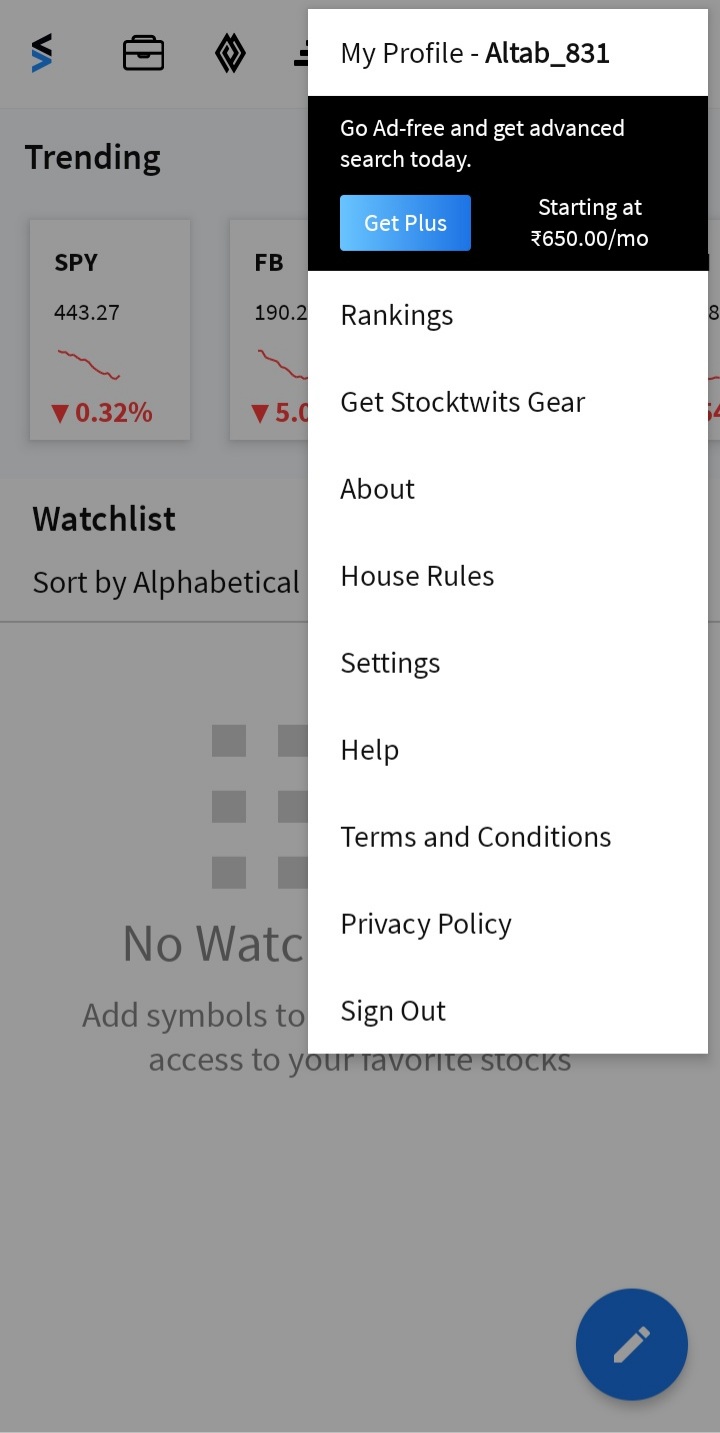 My Profile - Altab_831
Go Ad-free and get advanced
search today.
Get Plus
Starting at
₹650.00/mo
Rankings
Get Stocktwits Gear
About
House Rules
Settings
Help
Terms and Conditions
Privacy Policy
Sign Out
Trending
SPY
443.27
▼ 0.32%
FB
190.2
▼ 5.0
Watchlist
Sort by Alphabetical
No Watc
Add symbols to
access to your favorite stocks